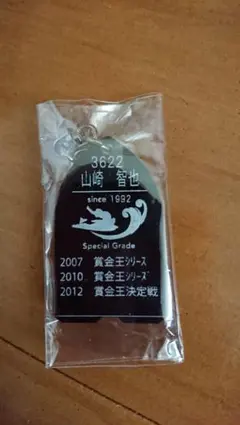 3622
山崎 智也
since 1992
Special Grade
2007 賞金王シリーズ
2010 賞金王シリーズ
2012 賞金王決定戦